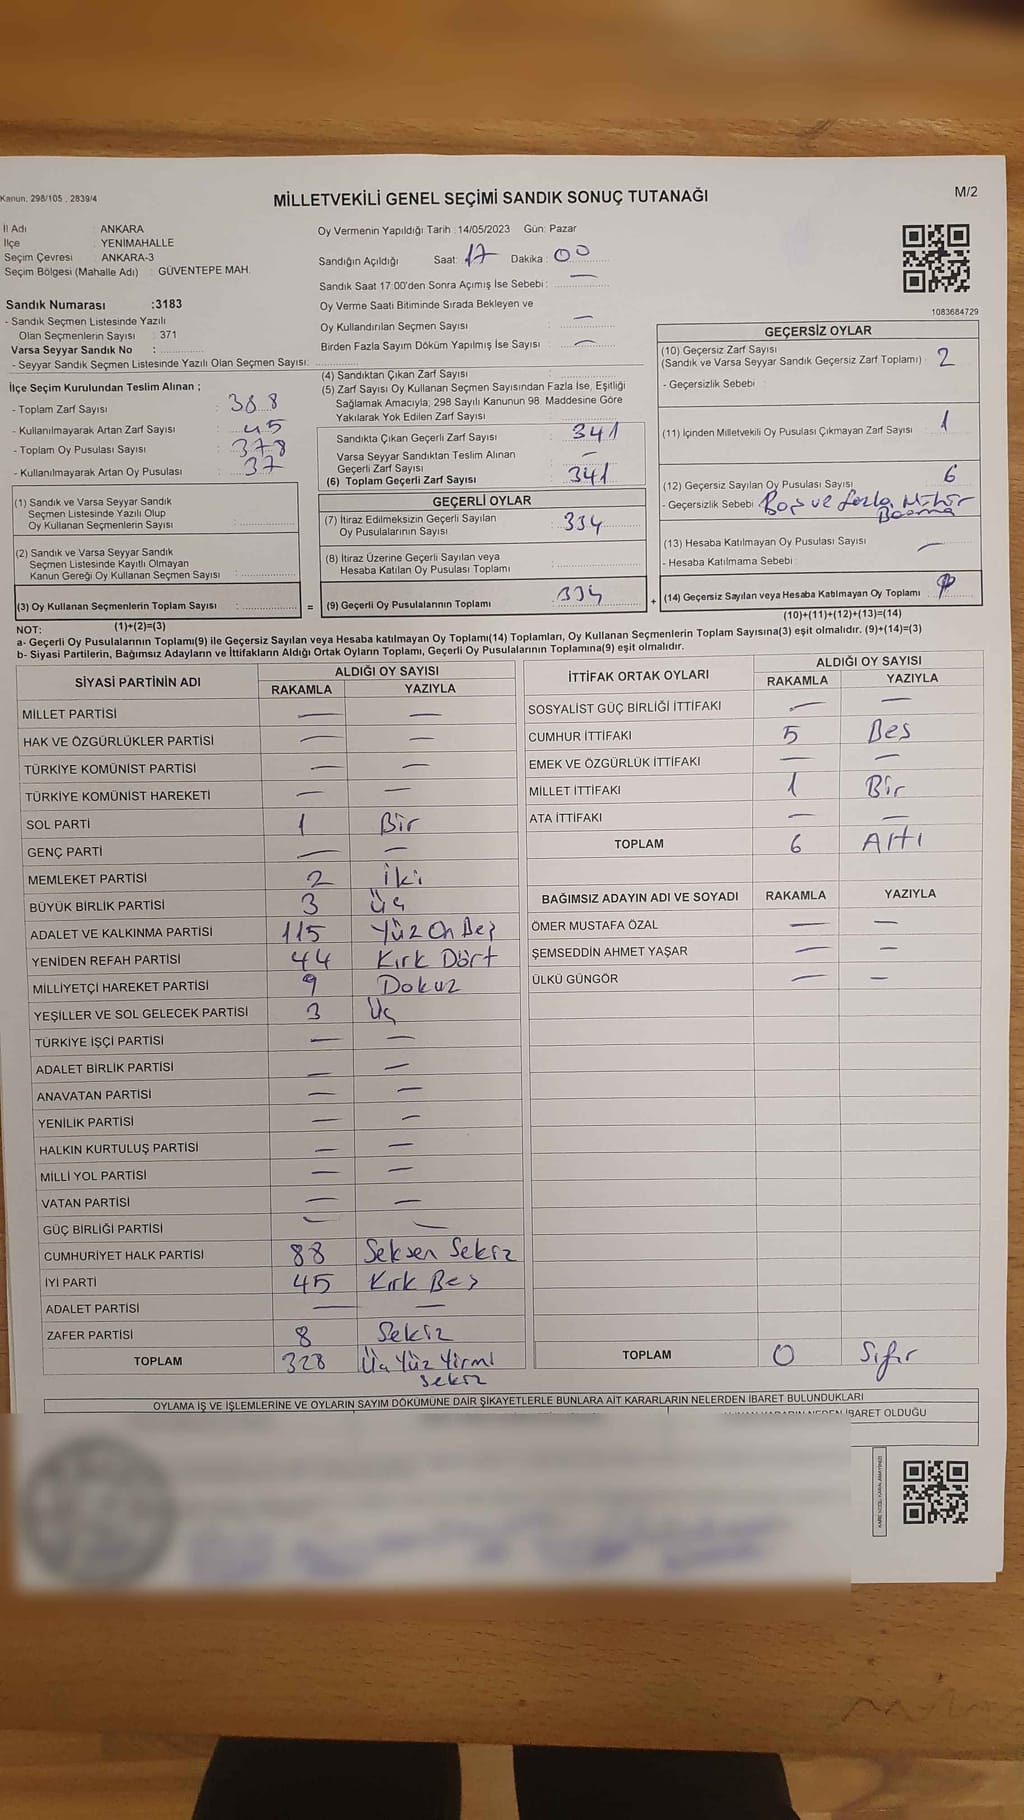 Kanun. 298/105 , 2839/4
MİLLETVEKİLİ GENEL SEÇİMİ SANDIK SONUÇ TUTANAĞI
M/2
İl Adı : ANKARA
İlçe : YENİMAHALLE
Seçim Çevresi : ANKARA-3
Seçim Bölgesi (Mahalle Adı) : GÜVENTEPE MAH.
Sandık Numarası :3183
- Sandık Seçmen Listesinde Yazılı
Olan Seçmenlerin Sayısı : 371
Varsa Seyyar Sandık No :
- Seyyar Sandık Seçmen Listesinde Yazılı Olan Seçmen Sayısı:
İlçe Seçim Kurulundan Teslim Alınan ;
- Toplam Zarf Sayısı : 388
- Kullanılmayarak Artan Zarf Sayısı : 45
- Toplam Oy Pusulası Sayısı : 378
- Kullanılmayarak Artan Oy Pusulası : 37
(1) Sandık ve Varsa Seyyar Sandık
Seçmen Listesinde Yazılı Olup
Oy Kullanan Seçmenlerin Sayısı :
(2) Sandık ve Varsa Seyyar Sandık
Seçmen Listesinde Kayıtlı Olmayan
Kanun Gereği Oy Kullanan Seçmen Sayısı :
(3) Oy Kullanan Seçmenlerin Toplam Sayısı :
(1)+(2)=(3)
Oy Vermenin Yapıldığı Tarih :14/05/2023 Gün: Pazar
Sandığın Açıldığı Saat: 17 Dakika : 00
Sandık Saat 17:00'den Sonra Açımış İse Sebebi : —
Oy Verme Saati Bitiminde Sırada Bekleyen ve
Oy Kullandırılan Seçmen Sayısı : —
Birden Fazla Sayım Döküm Yapılmış İse Sayısı : —
(4) Sandıktan Çıkan Zarf Sayısı :
(5) Zarf Sayısı Oy Kullanan Seçmen Sayısından Fazla İse, Eşitliği
Sağlamak Amacıyla; 298 Sayılı Kanunun 98. Maddesine Göre
Yakılarak Yok Edilen Zarf Sayısı :
Sandıkta Çıkan Geçerli Zarf Sayısı : 341
Varsa Seyyar Sandıktan Teslim Alınan
Geçerli Zarf Sayısı : —
(6) Toplam Geçerli Zarf Sayısı : 341
GEÇERLİ OYLAR
(7) İtiraz Edilmeksizin Geçerli Sayılan
Oy Pusulalarının Sayısı : 334
(8) İtiraz Üzerine Geçerli Sayılan veya
Hesaba Katılan Oy Pusulası Toplamı :
= (9) Geçerli Oy Pusulalarının Toplamı : 334
1083684729
GEÇERSİZ OYLAR
(10) Geçersiz Zarf Sayısı
(Sandık ve Varsa Seyyar Sandık Geçersiz Zarf Toplamı) : 2
- Geçersizlik Sebebi :
(11) İçinden Milletvekili Oy Pusulası Çıkmayan Zarf Sayısı : 1
(12) Geçersiz Sayılan Oy Pusulası Sayısı : 6
- Geçersizlik Sebebi : Boş ve fazla Mühür
Basma
(13) Hesaba Katılmayan Oy Pusulası Sayısı : —
- Hesaba Katılmama Sebebi :
+ (14) Geçersiz Sayılan veya Hesaba Katılmayan Oy Toplamı :
(10)+(11)+(12)+(13)=(14)
NOT:
a- Geçerli Oy Pusulalarının Toplamı(9) ile Geçersiz Sayılan veya Hesaba katılmayan Oy Toplamı(14) Toplamları, Oy Kullanan Seçmenlerin Toplam Sayısına(3) eşit olmalıdır. (9)+(14)=(3)
b- Siyasi Partilerin, Bağımsız Adayların ve İttifakların Aldığı Ortak Oyların Toplamı, Geçerli Oy Pusulalarının Toplamına(9) eşit olmalıdır.
SİYASİ PARTİNİN ADI ALDIĞI OY SAYISI
RAKAMLA YAZIYLA
MİLLET PARTİSİ — —
HAK VE ÖZGÜRLÜKLER PARTİSİ — —
TÜRKİYE KOMÜNİST PARTİSİ — —
TÜRKİYE KOMÜNİST HAREKETİ — —
SOL PARTİ 1 Bir
GENÇ PARTİ — —
MEMLEKET PARTİSİ 2 İki
BÜYÜK BİRLİK PARTİSİ 3 Üç
ADALET VE KALKINMA PARTİSİ 115 Yüz On Beş
YENİDEN REFAH PARTİSİ 44 Kırk Dört
MİLLİYETÇİ HAREKET PARTİSİ 9 Dokuz
YEŞİLLER VE SOL GELECEK PARTİSİ 3 Üç
TÜRKİYE İŞÇİ PARTİSİ — —
ADALET BİRLİK PARTİSİ — —
ANAVATAN PARTİSİ — —
YENİLİK PARTİSİ — —
HALKIN KURTULUŞ PARTİSİ — —
MİLLİ YOL PARTİSİ — —
VATAN PARTİSİ — —
GÜÇ BİRLİĞİ PARTİSİ — —
CUMHURİYET HALK PARTİSİ 88 Seksen Sekiz
İYİ PARTİ 45 Kırk Beş
ADALET PARTİSİ — —
ZAFER PARTİSİ 8 Sekiz
TOPLAM 328 Üç Yüz Yirmi
sekiz
İTTİFAK ORTAK OYLARI ALDIĞI OY SAYISI
RAKAMLA YAZIYLA
SOSYALİST GÜÇ BİRLİĞİ İTTİFAKI — —
CUMHUR İTTİFAKI 5 Bes
EMEK VE ÖZGÜRLÜK İTTİFAKI — —
MİLLET İTTİFAKI 1 Bir
ATA İTTİFAKI — —
TOPLAM 6 Altı
BAĞIMSIZ ADAYIN ADI VE SOYADI RAKAMLA YAZIYLA
ÖMER MUSTAFA ÖZAL — —
ŞEMSEDDİN AHMET YAŞAR — —
ÜLKÜ GÜNGÖR — —
TOPLAM 0 Sıfır
OYLAMA İŞ VE İŞLEMLERİNE VE OYLARIN SAYIM DÖKÜMÜNE DAİR ŞİKAYETLERLE BUNLARA AİT KARARLARIN NELERDEN İBARET BULUNDUKLARI
İBARET OLDUĞU